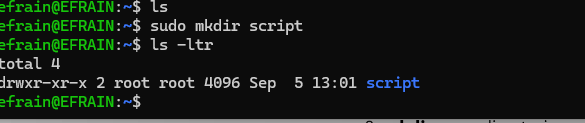 efrain@EFRAIN:~$ ls
efrain@EFRAIN:~$ sudo mkdir script
efrain@EFRAIN:~$ ls -ltr
total 4
drwxr-xr-x 2 root root 4096 Sep  5 13:01 script
efrain@EFRAIN:~$